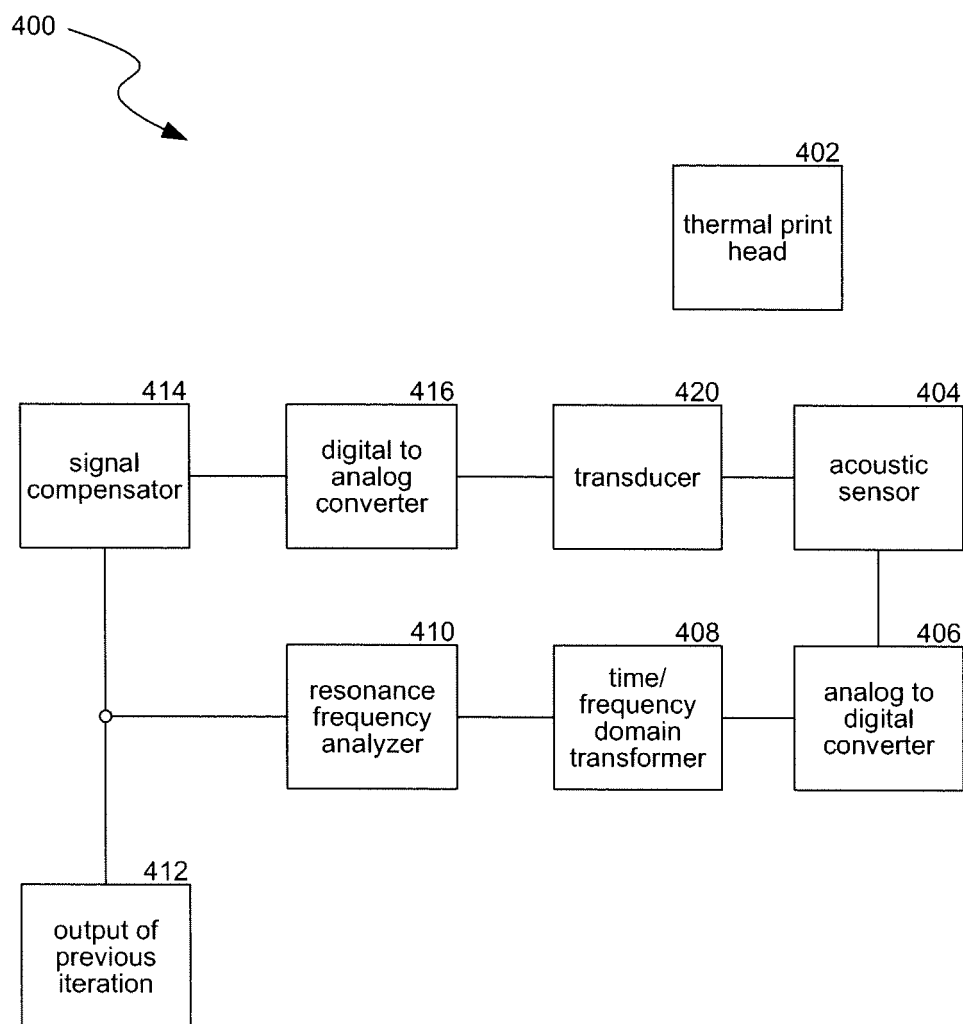 400
402
thermal print
head
414
signal
compensator
416
digital to
analog
converter
420
transducer
404
acoustic
sensor
410
resonance
frequency
analyzer
408
time/
frequency
domain
transformer
406
analog to
digital
converter
412
output of
previous
iteration